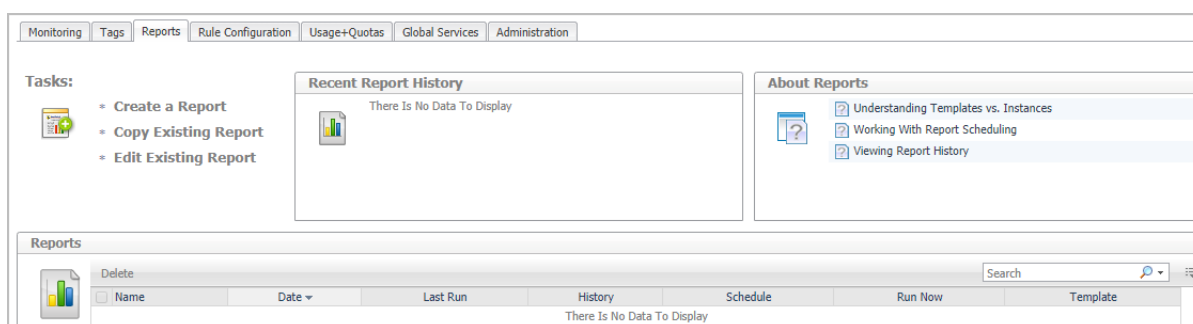 Monitoring Tags Reports Rule Configuration Usage+Quotas Global Services Administration
Tasks:
* Create a Report
* Copy Existing Report
* Edit Existing Report
Recent Report History
There Is No Data To Display
About Reports
Understanding Templates vs. Instances
Working With Report Scheduling
Viewing Report History
Reports
Delete Search
Name Date Last Run History Schedule Run Now Template
There Is No Data To Display